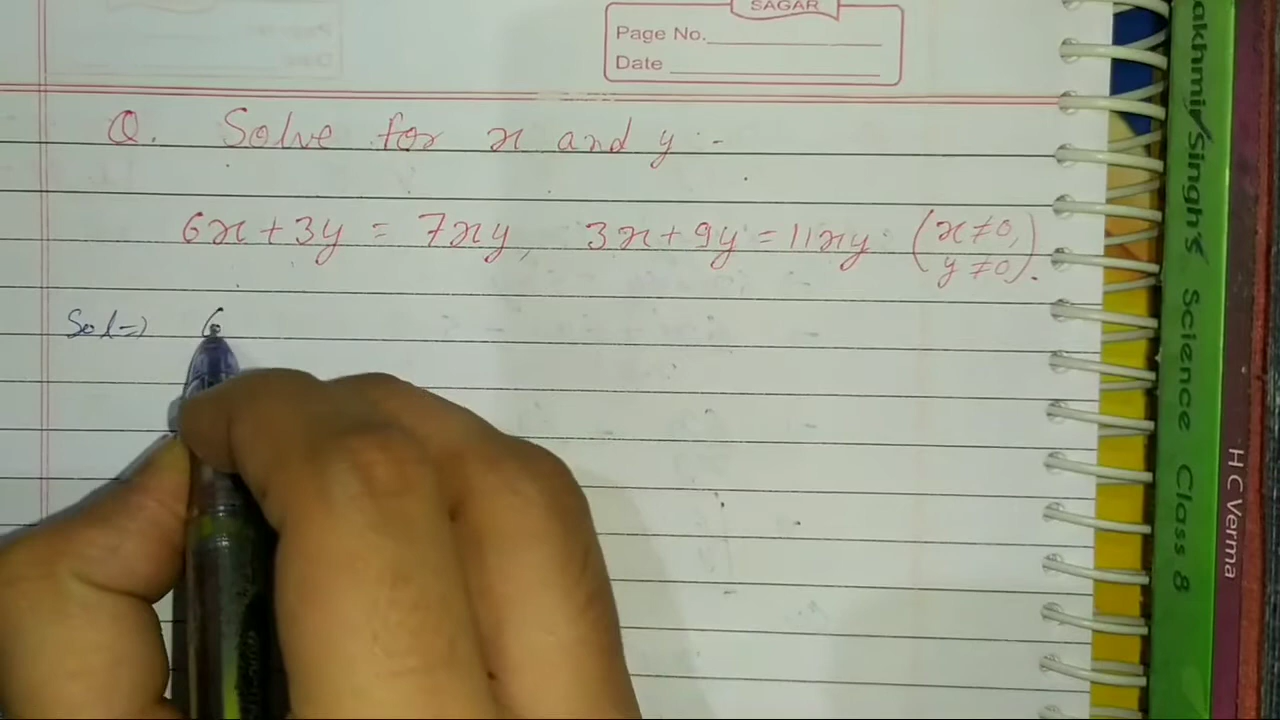 SAGAR
Page No.
Date
Q. Solve for x and y -
6x + 3y = 7xy, 3x + 9y = 11xy (x ≠ 0,
y ≠ 0).
Sol => 6
akhmir Singh's Science Class 8
H C Verma